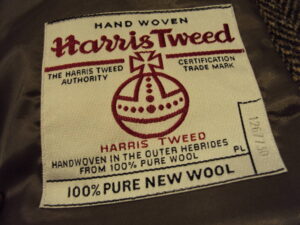 HAND WOVEN
Harris Tweed
THE HARRIS TWEED AUTHORITY
CERTIFICATION TRADE MARK
HARRIS TWEED
HANDWOVEN IN THE OUTER HEBRIDES
FROM 100% PURE WOOL
PL
100% PURE NEW WOOL